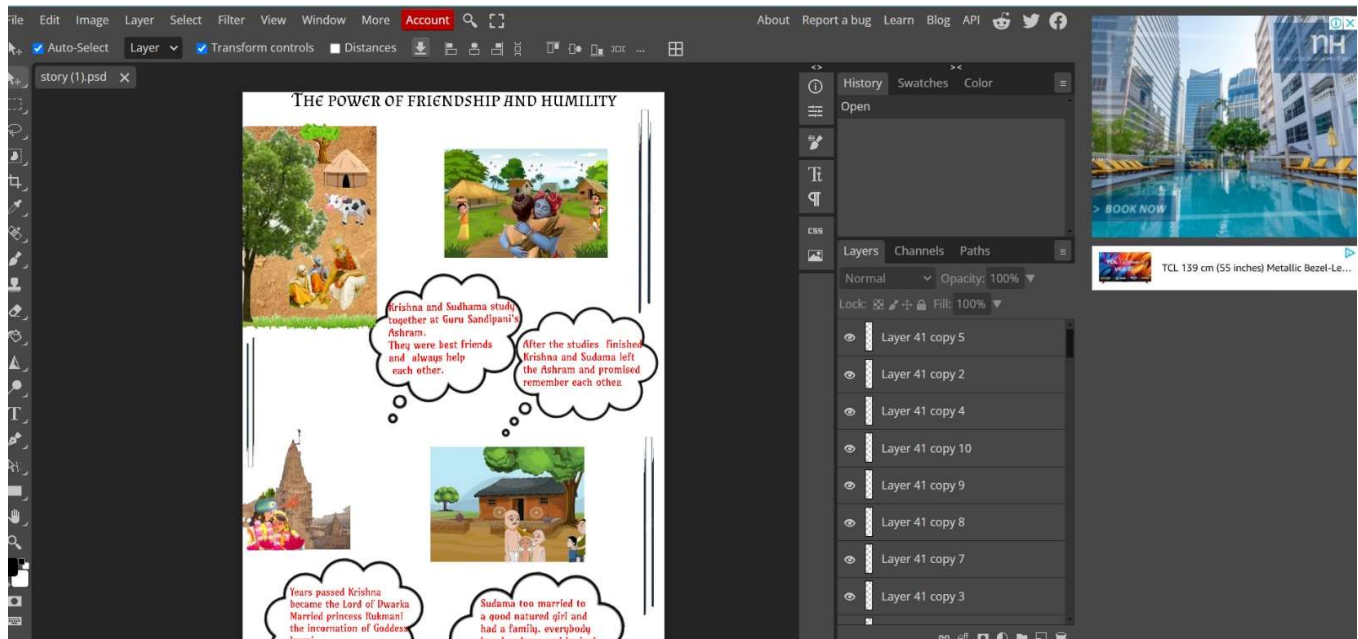 File Edit Image Layer Select Filter View Window More Account
About Report a bug Learn Blog API
Auto-Select Layer Transform controls Distances
story (1).psd
THE POWER OF FRIENDSHIP AND HUMILITY
Krishna and Sudhama study
together at Guru Sandipani's
Ashram.
They were best friends
and always help
each other.
After the studies finished
Krishna and Sudama left
the Ashram and promised
remember each other
Years passed Krishna
became the Lord of Dwarka
Married princess Rukmani
the incornation of Goddess
Sudama too married to
a good natured girl and
had a family. everybody
History Swatches Color
Open
CSS
Layers Channels Paths
Normal Opacity: 100%
Lock: Fill: 100%
Layer 41 copy 5
Layer 41 copy 2
Layer 41 copy 4
Layer 41 copy 10
Layer 41 copy 9
Layer 41 copy 8
Layer 41 copy 7
Layer 41 copy 3
eff
nH
> BOOK NOW
TCL 139 cm (55 inches) Metallic Bezel-Le...